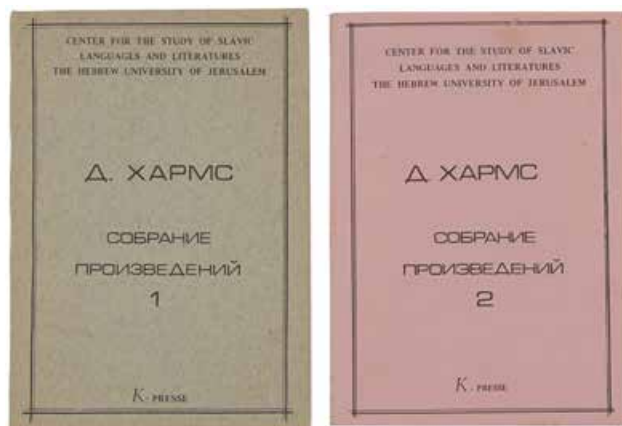 CENTER FOR THE STUDY OF SLAVIC
LANGUAGES AND LITERATURES
THE HEBREW UNIVERSITY OF JERUSALEM
Д. ХАРМС
СОБРАНИЕ
ПРОИЗВЕДЕНИЙ
1
K - PRESSE
CENTER FOR THE STUDY OF SLAVIC
LANGUAGES AND LITERATURES
THE HEBREW UNIVERSITY OF JERUSALEM
Д. ХАРМС
СОБРАНИЕ
ПРОИЗВЕДЕНИЙ
2
K - PRESSE